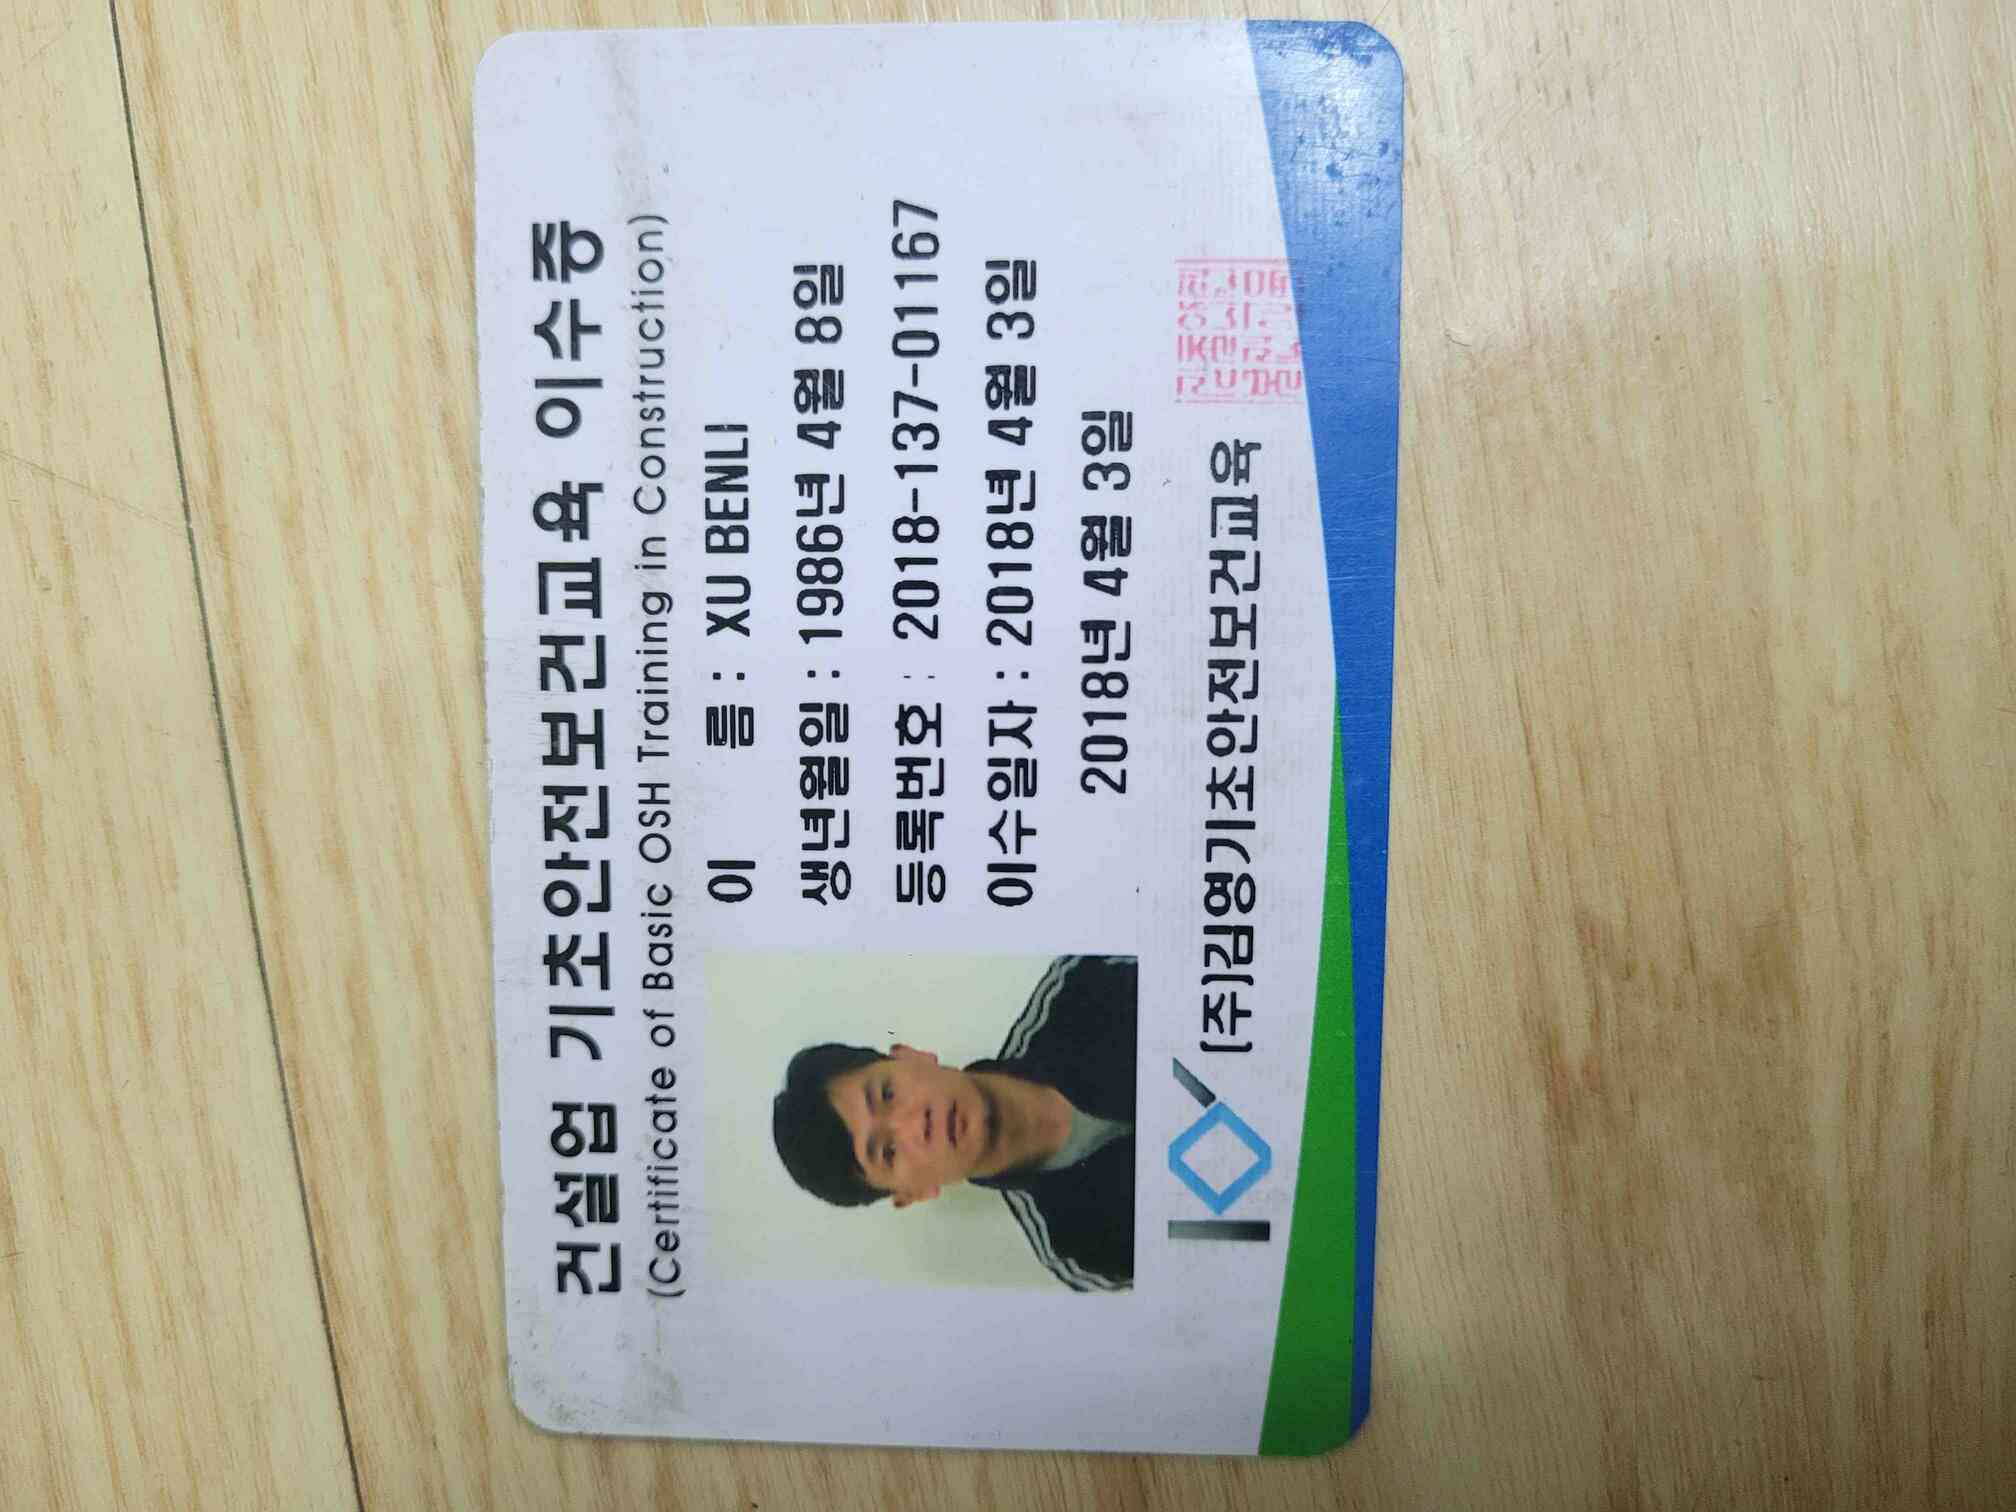 건설업 기초안전보건교육 이수증
(Certificate of Basic OSH Training in Construction)
이 름 : XU BENLI
생년월일 : 1986년 4월 8일
등록번호 : 2018-137-01167
이수일자 : 2018년 4월 3일
2018년 4월 3일
(주)김영기초안전보건교육